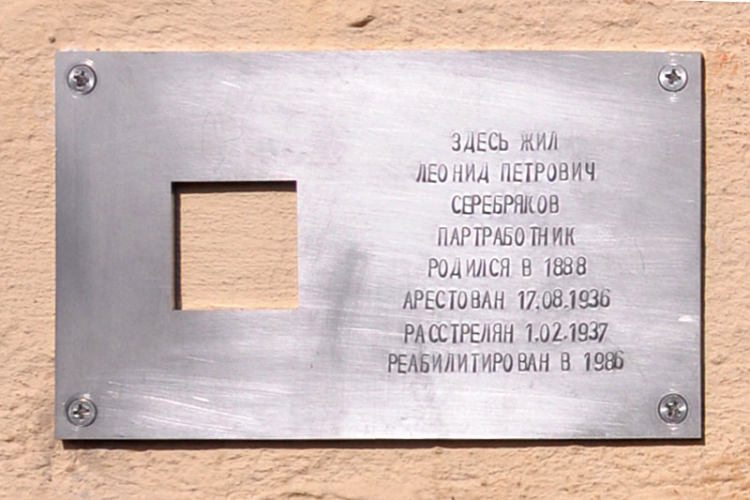 ЗДЕСЬ ЖИЛ
ЛЕОНИД ПЕТРОВИЧ
СЕРЕБРЯКОВ
ПАРТРАБОТНИК
РОДИЛСЯ В 1888
АРЕСТОВАН 17.08.1936
РАССТРЕЛЯН 1.02.1937
РЕАБИЛИТИРОВАН В 1986